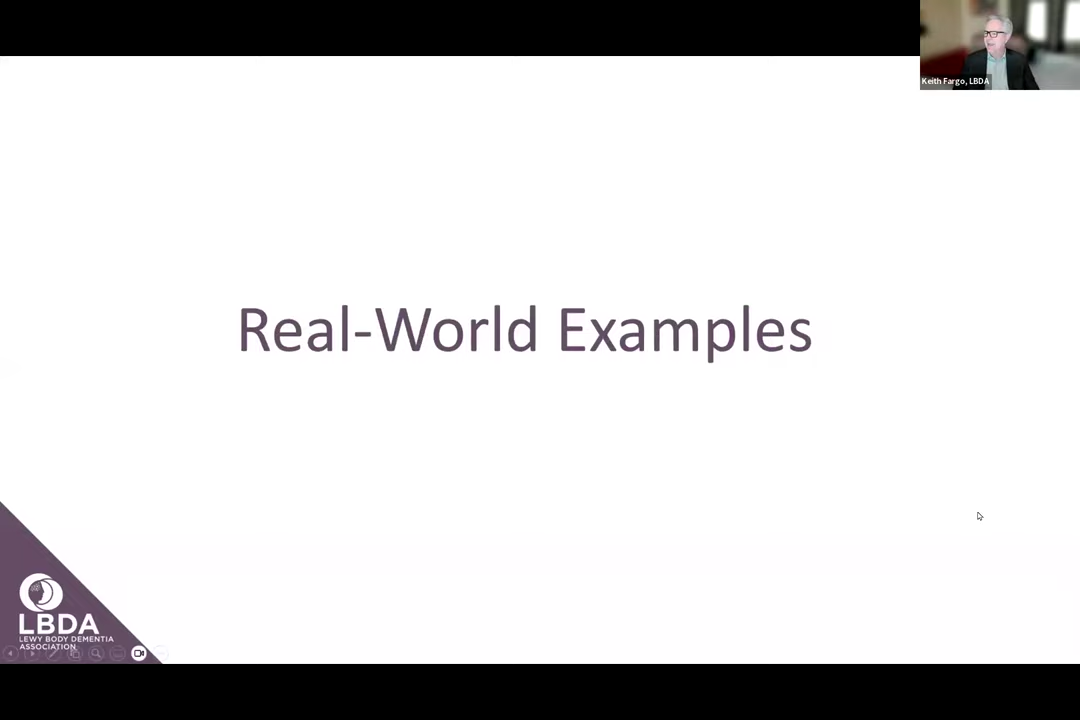 Keith Fargo, LBDA
Real-World Examples
LBDA
LEWY BODY DEMENTIA
ASSOCIATION